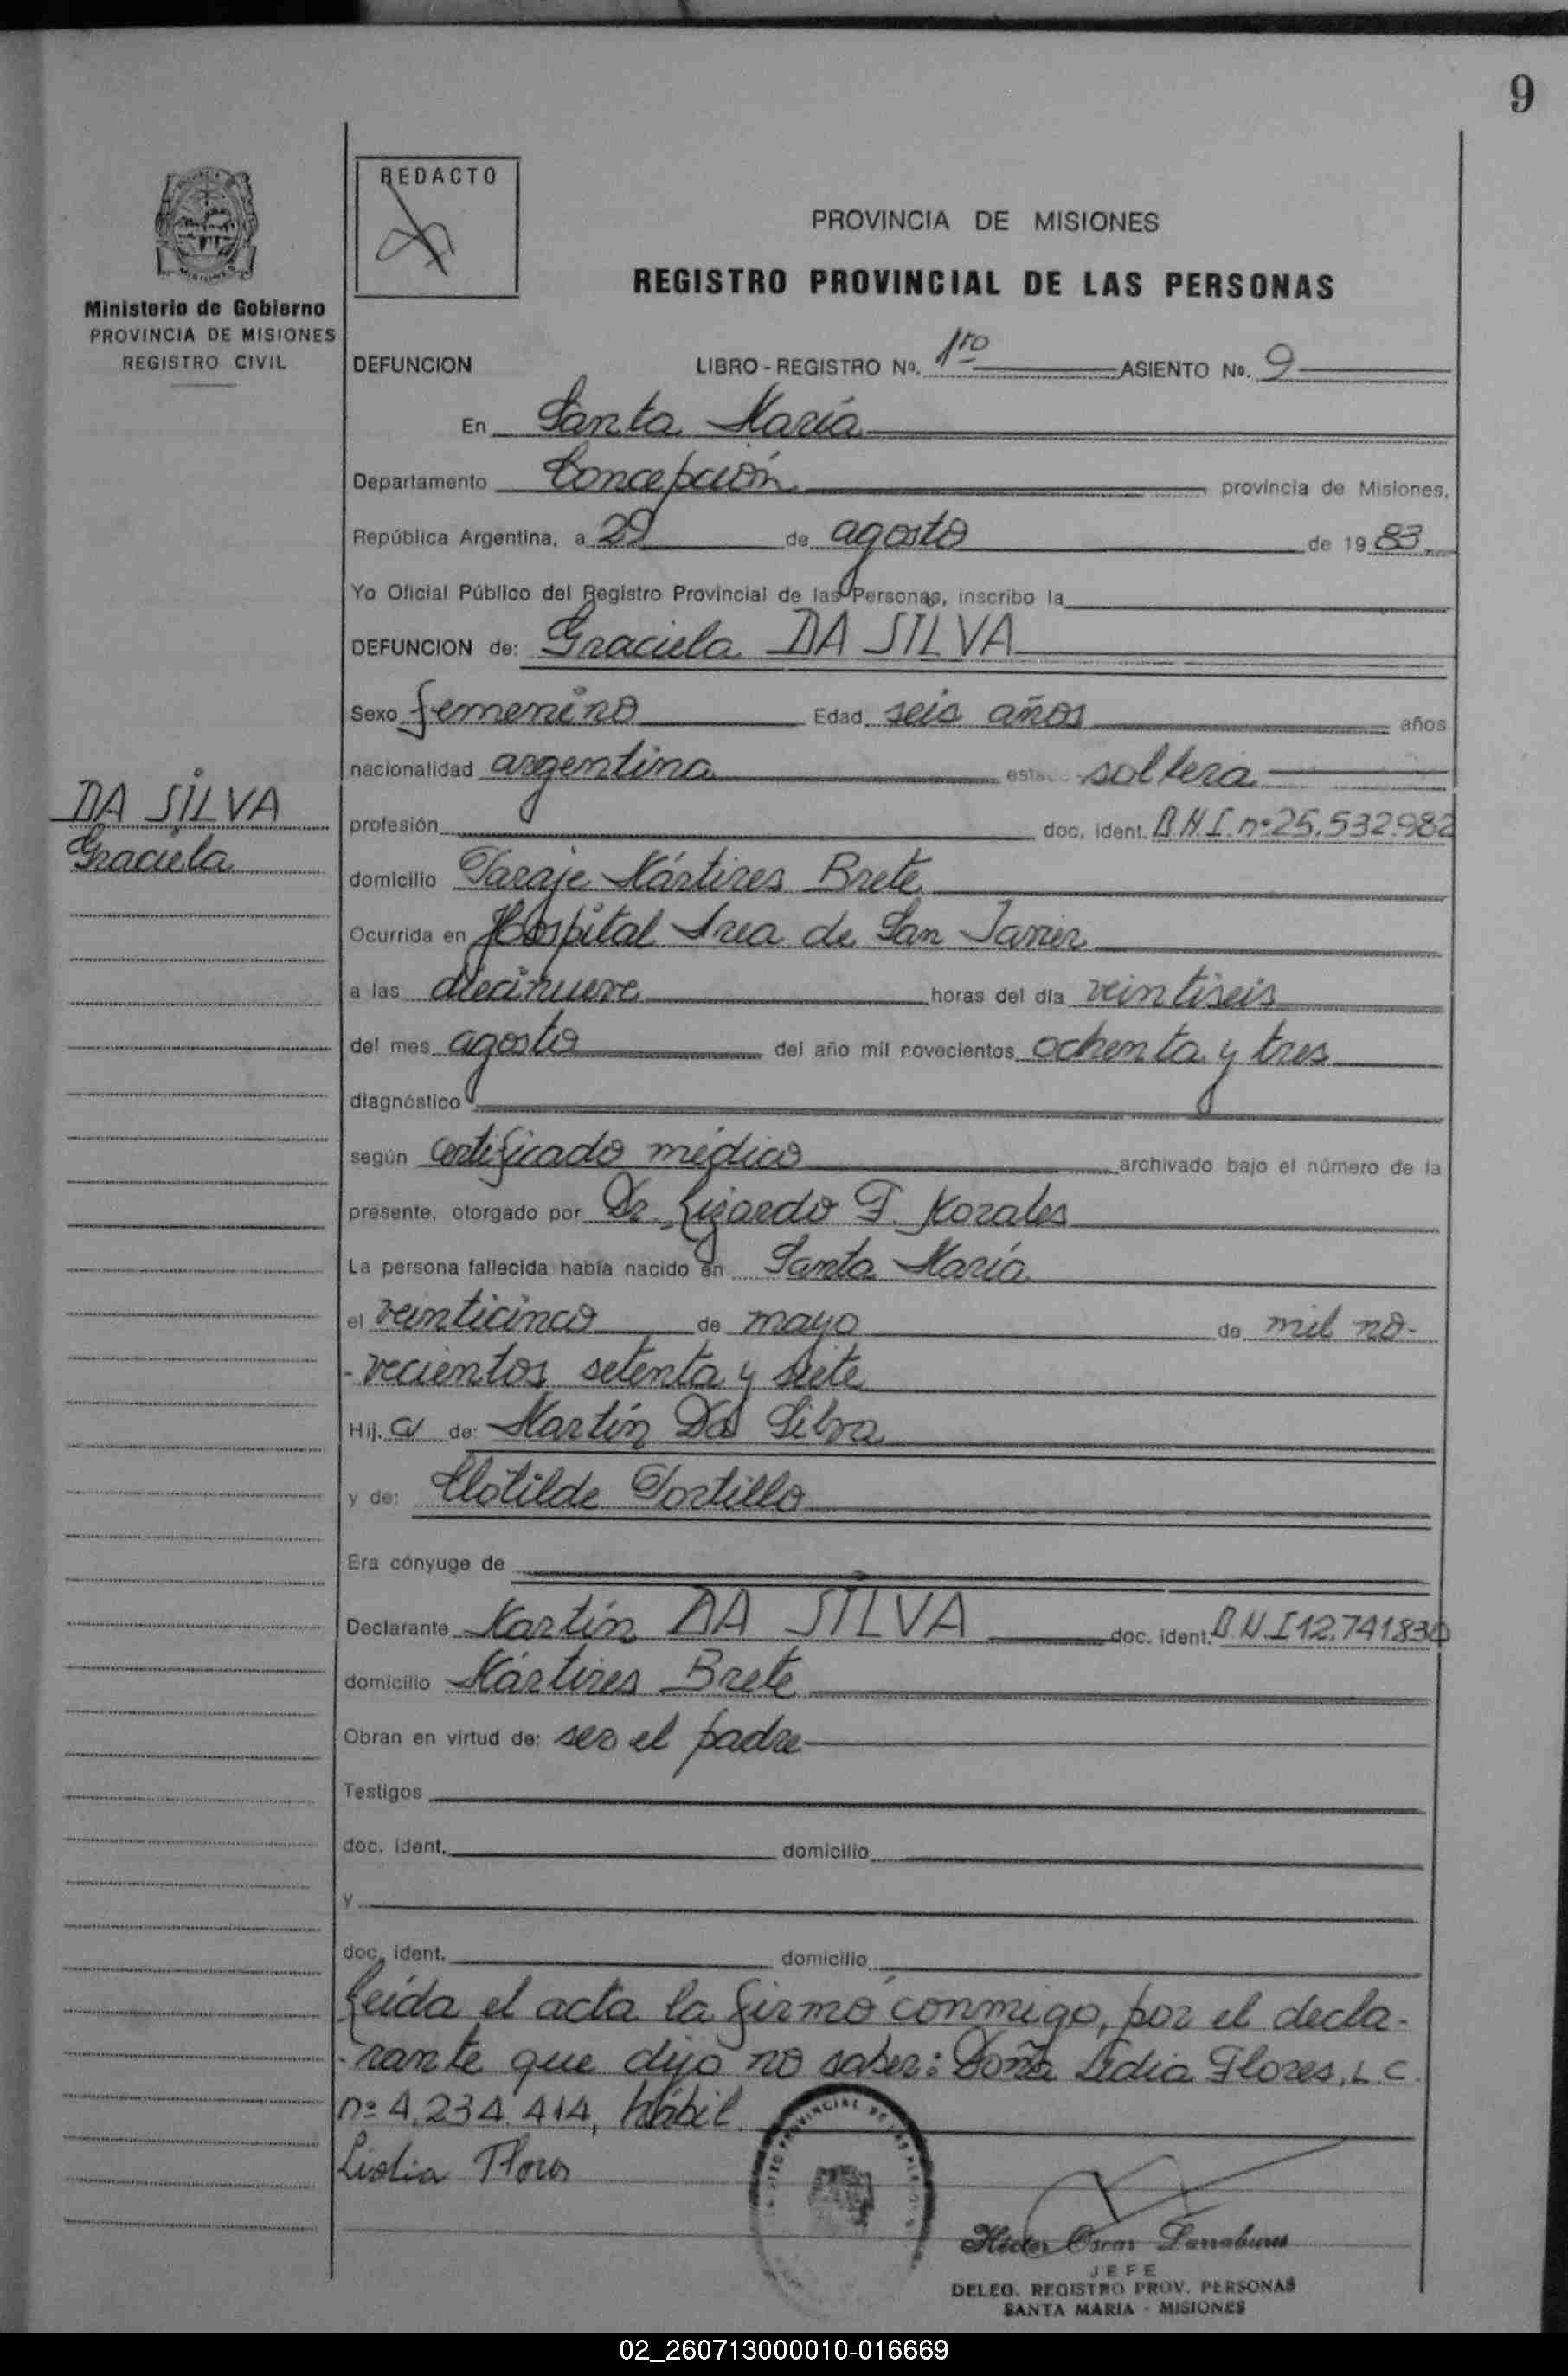 9
REDACTO
PROVINCIA DE MISIONES
REGISTRO PROVINCIAL DE LAS PERSONAS
Ministerio de Gobierno
PROVINCIA DE MISIONES
REGISTRO CIVIL
DEFUNCION LIBRO - REGISTRO No. 1ro ASIENTO No. 9
En Santa María
Departamento Concepción provincia de Misiones,
República Argentina, a 29 de agosto de 19 83.
Yo Oficial Público del Registro Provincial de las Personas, inscribo la
DEFUNCION de: Graciela DA SILVA
Sexo femenino Edad seis años años
nacionalidad argentina soltera
DA SILVA
Graciela
profesión doc. ident. D.N.I. nº 25.532.982
domicilio Paraje Mártires Brete
Ocurrida en Hospital Area de San Javier
a las diecinueve horas del día veintiseis
del mes agosto del año mil novecientos ochenta y tres
diagnóstico
según certificado médico archivado bajo el número de la
presente, otorgado por Dr. Lizardo F. Morales
La persona fallecida había nacido en Santa María
el veinticinco de mayo de mil no-
-vecientos setenta y siete
Hij. a de: Martín Da Silva
y de: Clotilde Portillo
Era cónyuge de
Declarante Martín DA SILVA doc. ident. D.N.I 12.741.830
domicilio Mártires Brete
Obran en virtud de: ser el padre
Testigos
doc. ident. domicilio
y
doc. ident. domicilio
Leída el acta la firmó conmigo, por el decla-
-rante que dijo no saber: Doña Lidia Flores, L.C.
nº 4.234.414, hábil.
Lidia Flores
Héctor Oscar
JEFE
DELEG. REGISTRO PROV. PERSONAS
SANTA MARIA - MISIONES
02_260713000010-016669